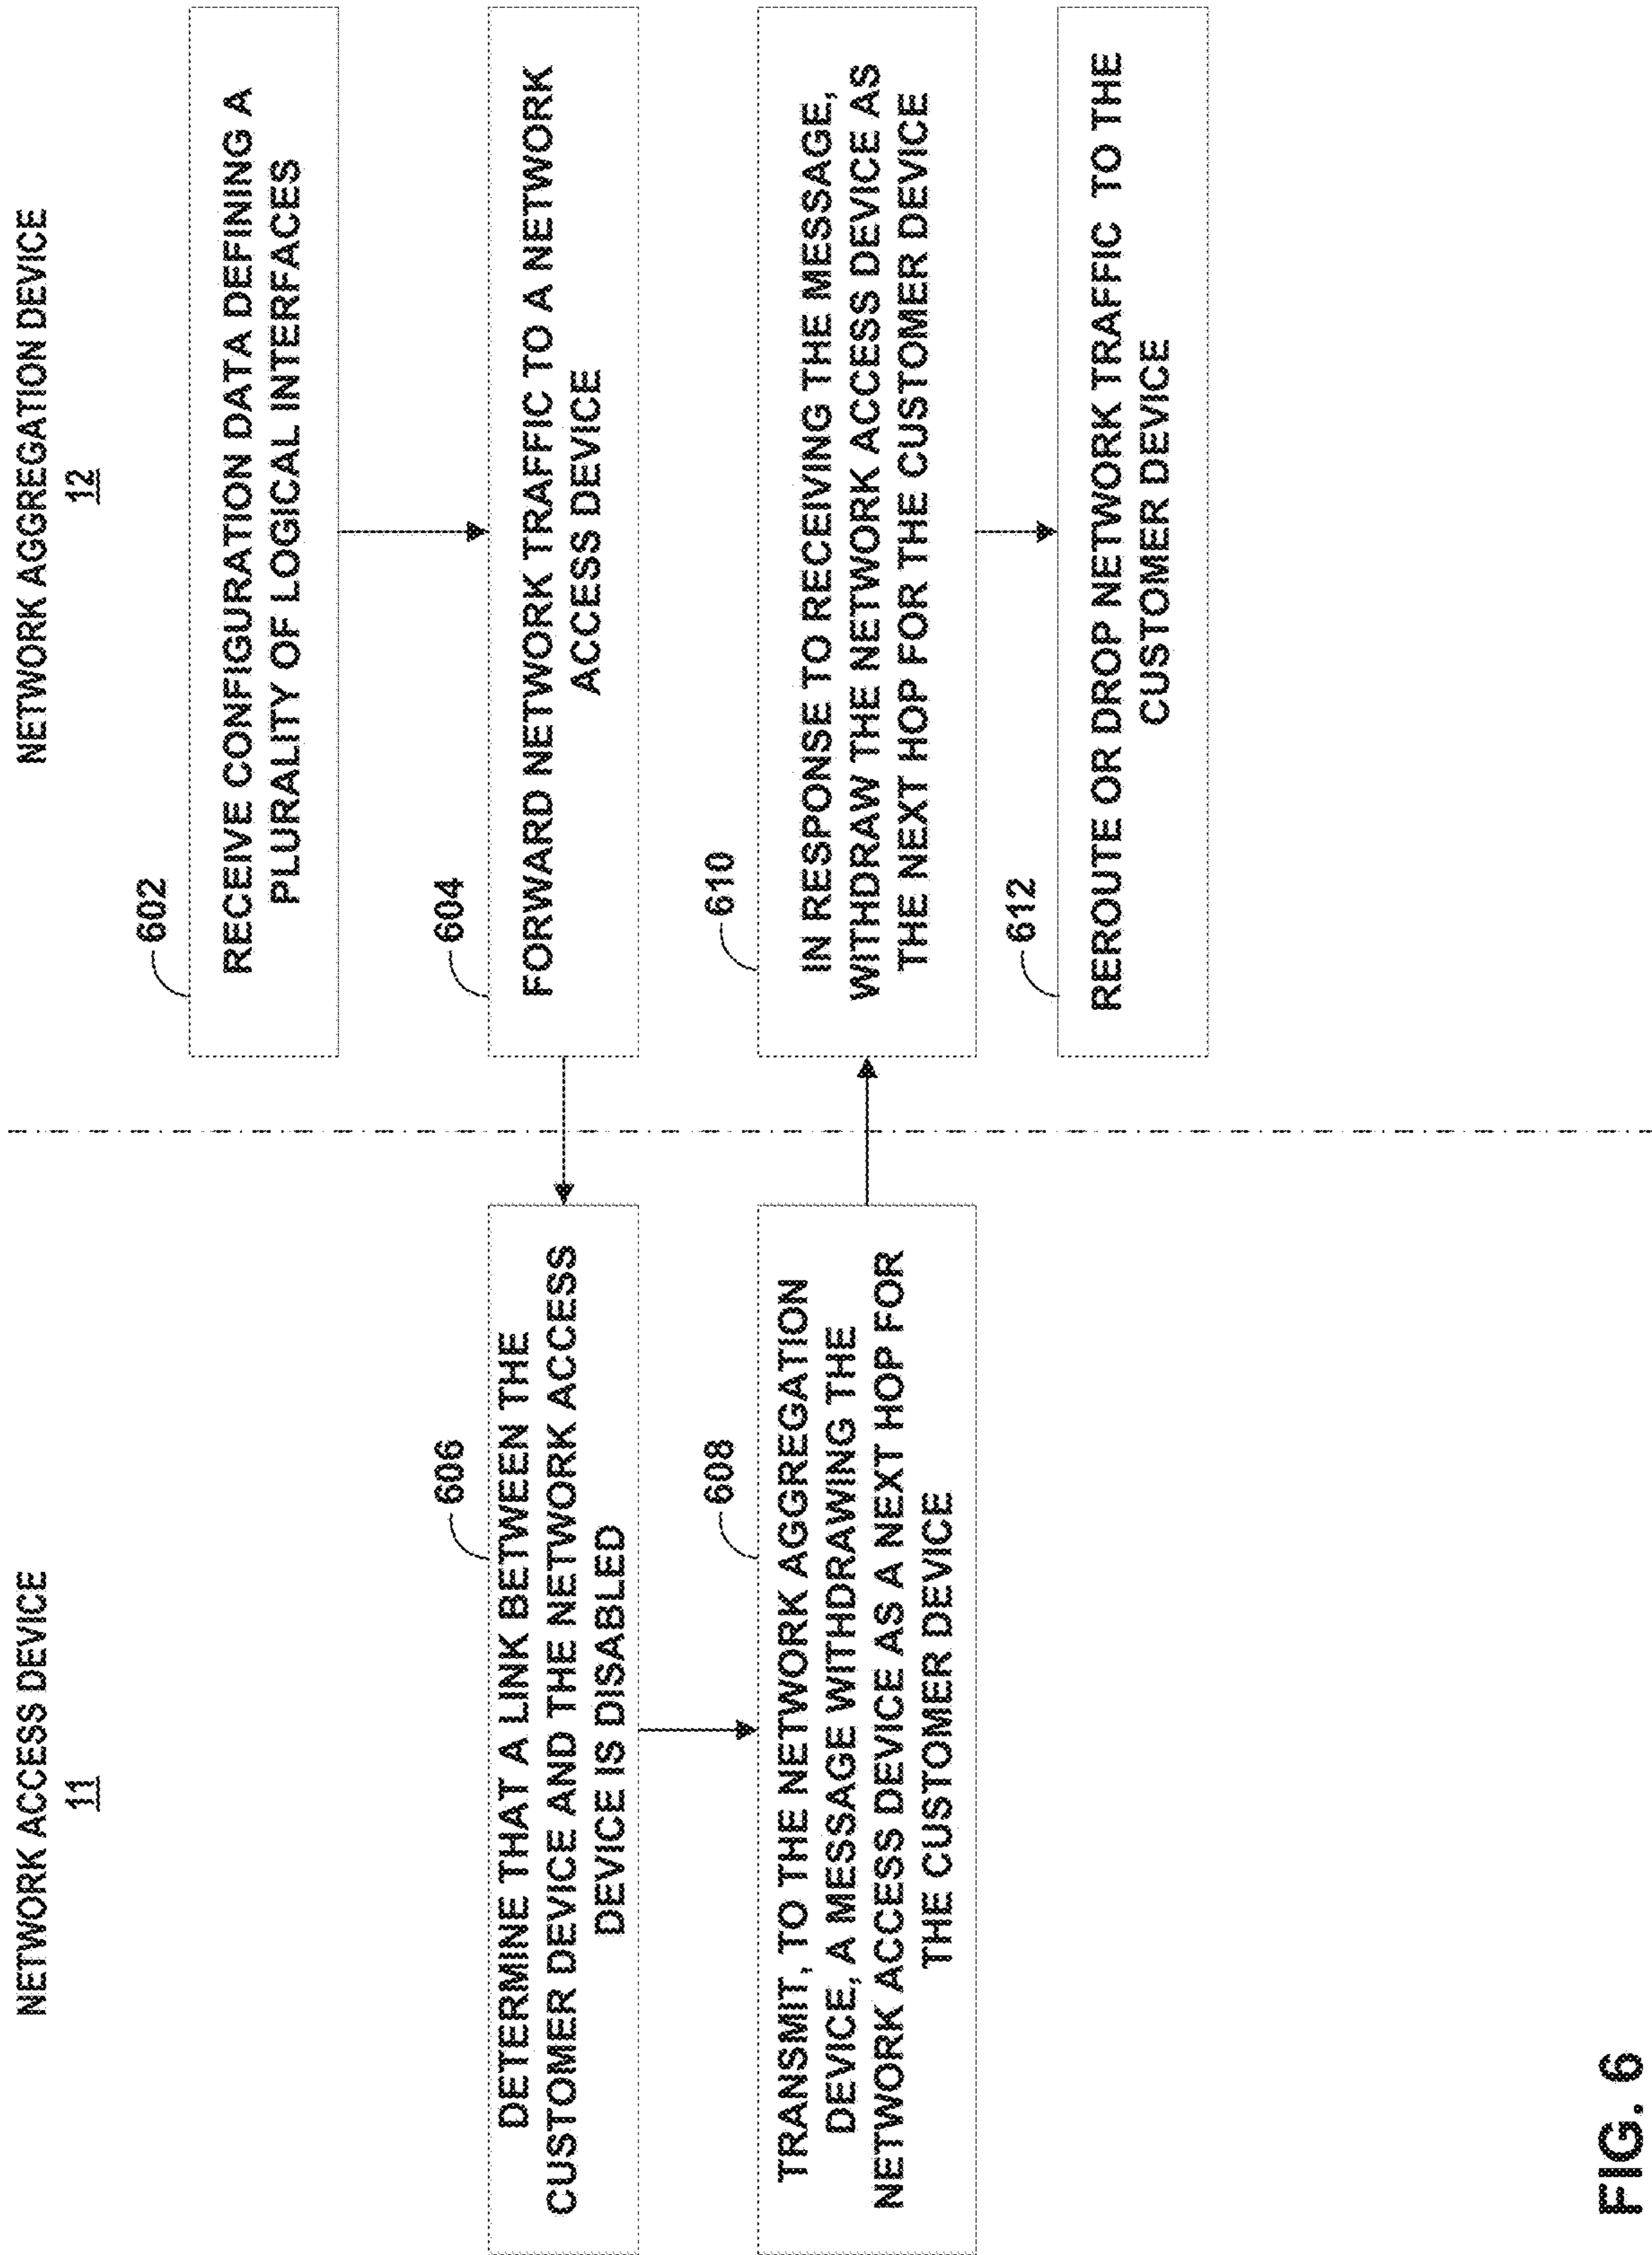 NETWORK ACCESS DEVICE
11
NETWORK AGGREGATION DEVICE
12
602
RECEIVE CONFIGURATION DATA DEFINING A
PLURALITY OF LOGICAL INTERFACES
604
FORWARD NETWORK TRAFFIC TO A NETWORK
ACCESS DEVICE
606
DETERMINE THAT A LINK BETWEEN THE
CUSTOMER DEVICE AND THE NETWORK ACCESS
DEVICE IS DISABLED
608
TRANSMIT, TO THE NETWORK AGGREGATION
DEVICE, A MESSAGE WITHDRAWING THE
NETWORK ACCESS DEVICE AS A NEXT HOP FOR
THE CUSTOMER DEVICE
610
IN RESPONSE TO RECEIVING THE MESSAGE,
WITHDRAW THE NETWORK ACCESS DEVICE AS
THE NEXT HOP FOR THE CUSTOMER DEVICE
612
REROUTE OR DROP NETWORK TRAFFIC TO THE
CUSTOMER DEVICE
FIG. 6